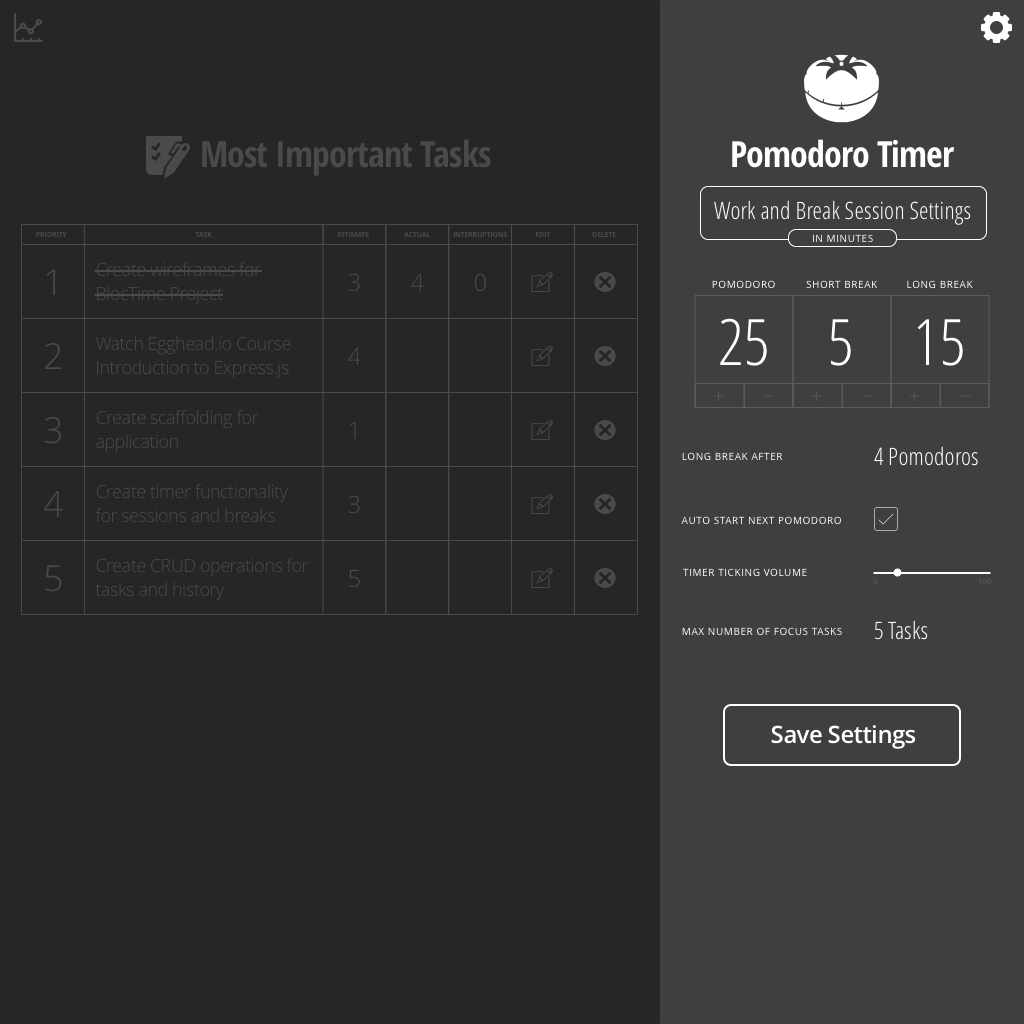 Most Important Tasks
PRIORITY TASK ESTIMATE ACTUAL INTERRUPTIONS EDIT DELETE
1 Create wireframes for 3 4 0
BlocTime Project
2 Watch Egghead.io Course 4
Introduction to Express.js
3 Create scaffolding for 1
application
4 Create timer functionality 3
for sessions and breaks
5 Create CRUD operations for 5
tasks and history
Pomodoro Timer
Work and Break Session Settings
IN MINUTES
POMODORO SHORT BREAK LONG BREAK
25 5 15
+ − + − + −
LONG BREAK AFTER 4 Pomodoros
AUTO START NEXT POMODORO
TIMER TICKING VOLUME
0 100
MAX NUMBER OF FOCUS TASKS 5 Tasks
Save Settings